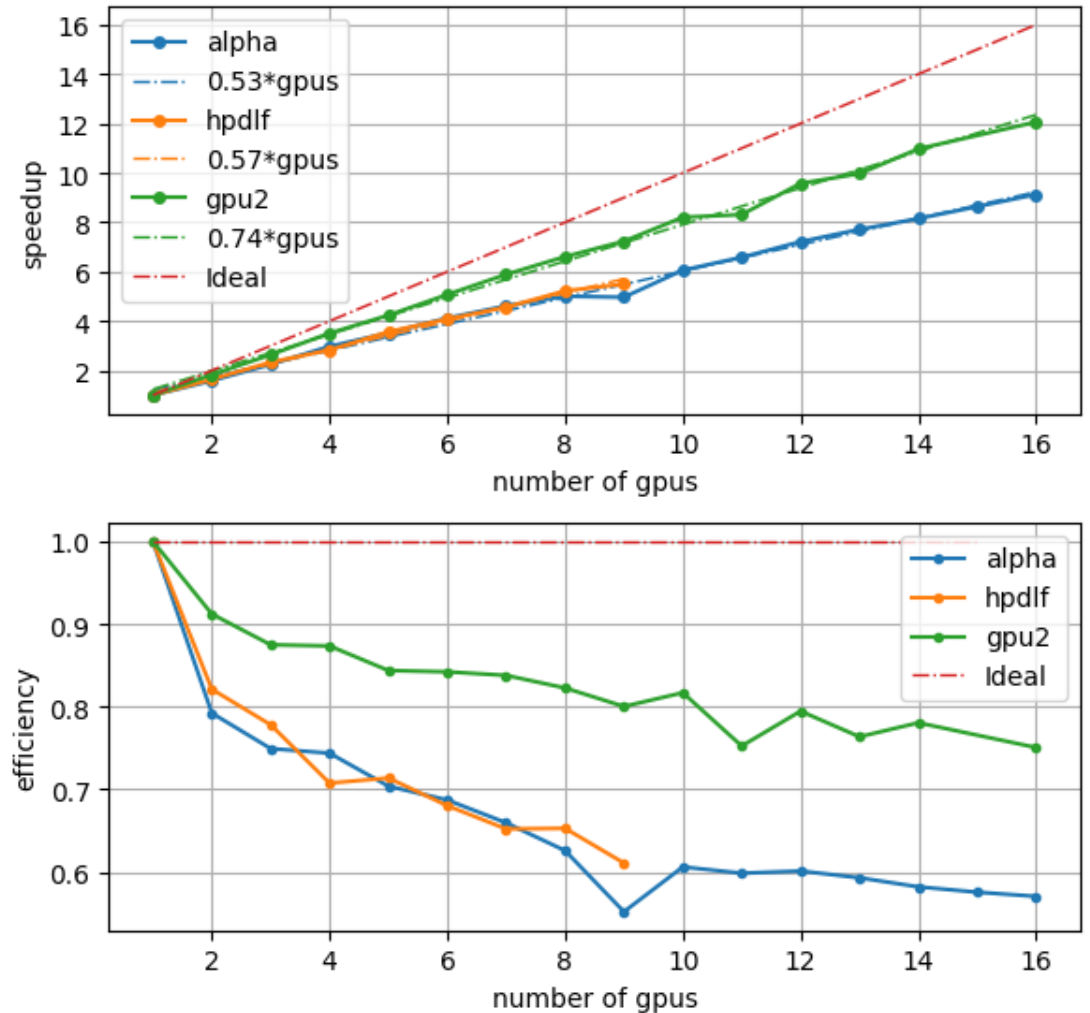 16
14
12
10
8
6
4
2
speedup
alpha
0.53*gpus
hpdlf
0.57*gpus
gpu2
0.74*gpus
Ideal
2 4 6 8 10 12 14 16
number of gpus
1.0
0.9
0.8
0.7
0.6
efficiency
alpha
hpdlf
gpu2
Ideal
2 4 6 8 10 12 14 16
number of gpus